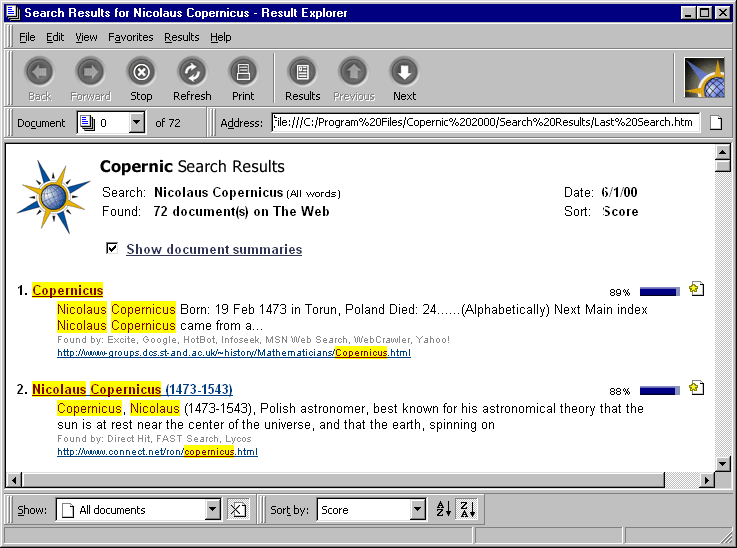 Search Results for Nicolaus Copernicus - Result Explorer
File Edit View Favorites Results Help
Back Forward Stop Refresh Print Results Previous Next
Document 0 of 72 Address: file:///C:/Program%20Files/Copernic%202000/Search%20Results/Last%20Search.htm
Copernic Search Results
Search: Nicolaus Copernicus (All words) Date: 6/1/00
Found: 72 document(s) on The Web Sort: Score
Show document summaries
1. Copernicus 89%
Nicolaus Copernicus Born: 19 Feb 1473 in Torun, Poland Died: 24......(Alphabetically) Next Main index
Nicolaus Copernicus came from a...
Found by: Excite, Google, HotBot, Infoseek, MSN Web Search, WebCrawler, Yahoo!
http://www-groups.dcs.st-and.ac.uk/~history/Mathematicians/Copernicus.html
2. Nicolaus Copernicus (1473-1543) 88%
Copernicus, Nicolaus (1473-1543), Polish astronomer, best known for his astronomical theory that the
sun is at rest near the center of the universe, and that the earth, spinning on
Found by: Direct Hit, FAST Search, Lycos
http://www.connect.net/ron/copernicus.html
Show: All documents Sort by: Score A Z Z A